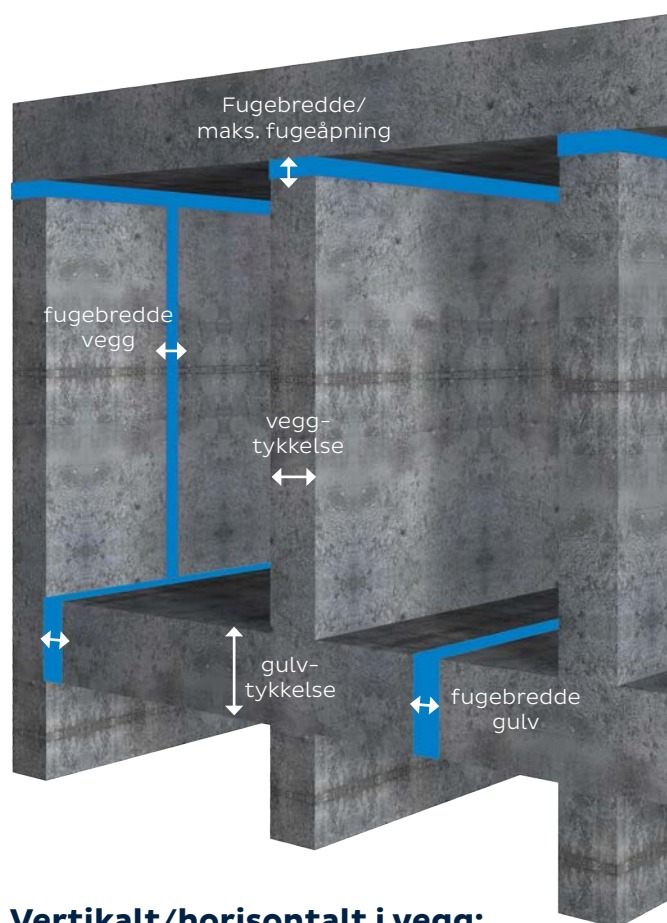 Fugebredde/
maks. fugeåpning
fugebredde
vegg
vegg-
tykkelse
gulv-
tykkelse
fugebredde
gulv
Vertikalt/horisontalt i vegg: